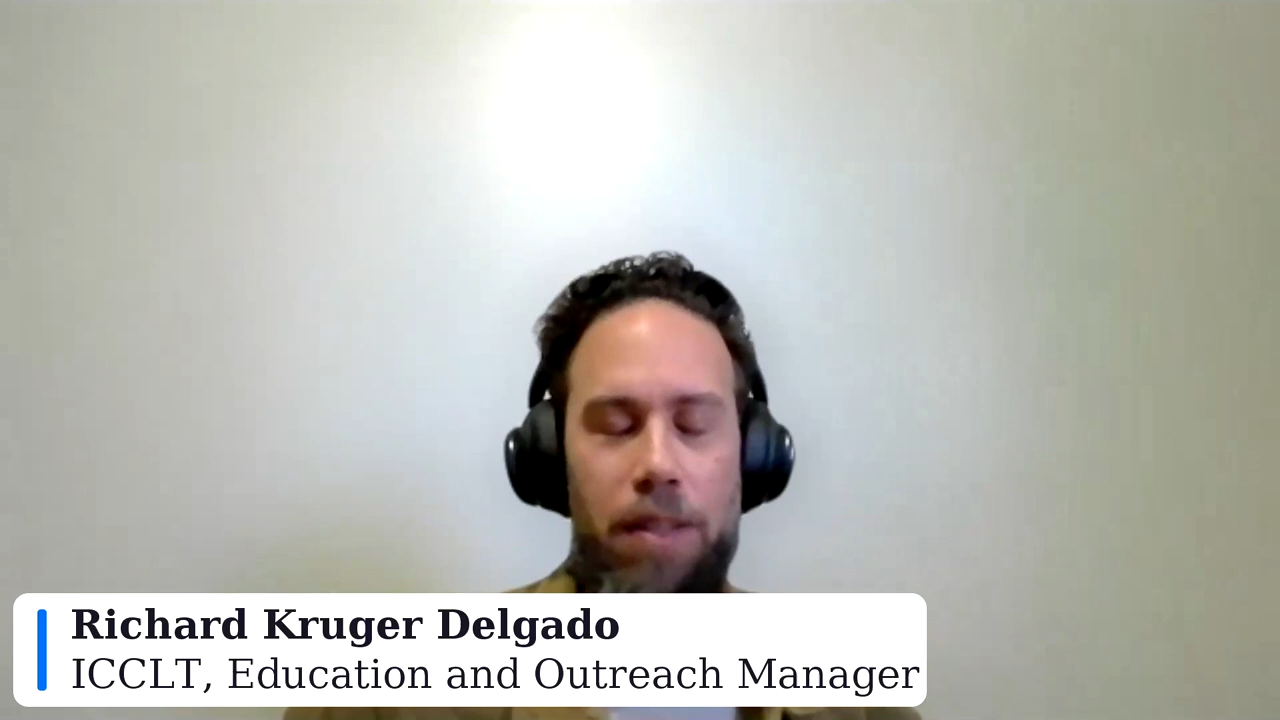 Richard Kruger Delgado
ICCLT, Education and Outreach Manager